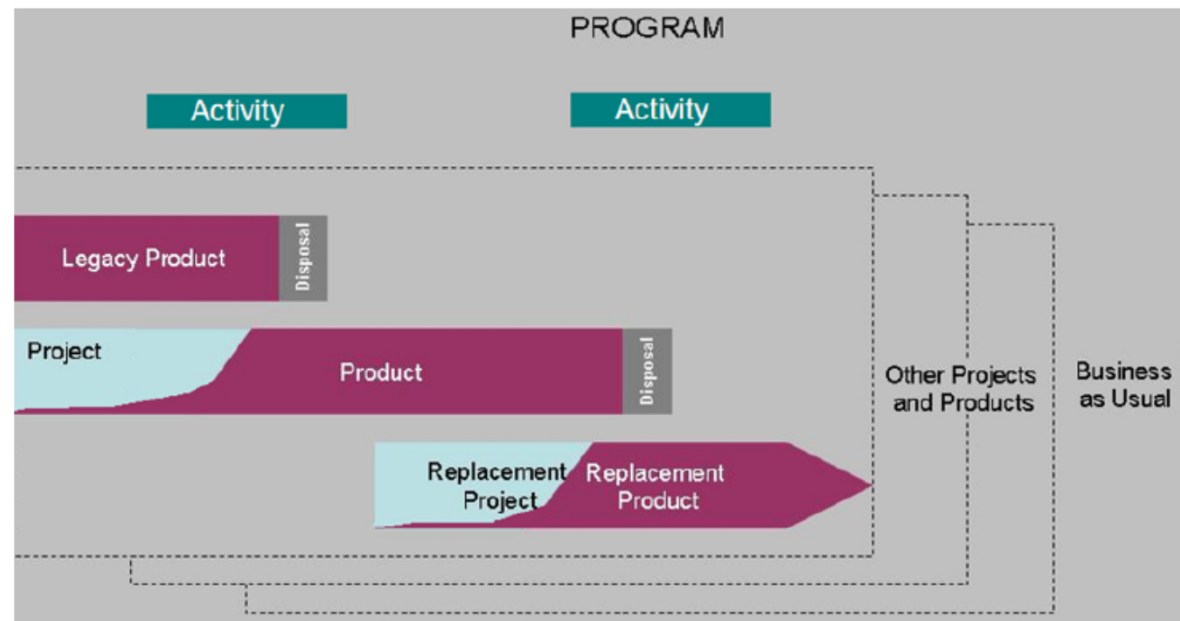 PROGRAM
Activity
Activity
Legacy Product
Disposal
Project
Product
Disposal
Other Projects
and Products
Business
as Usual
Replacement
Project
Replacement
Product